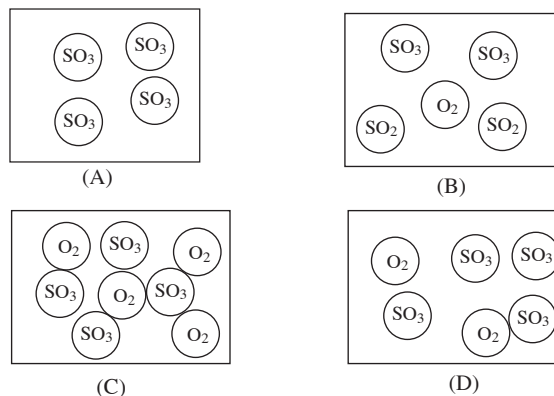 SO₃ SO₃
SO₃ SO₃
(A)
SO₃ SO₃
O₂
SO₂ SO₂
(B)
O₂ SO₃ O₂
SO₃ O₂ SO₃
SO₃ O₂
(C)
O₂ SO₃ SO₃
SO₃ O₂ SO₃
(D)